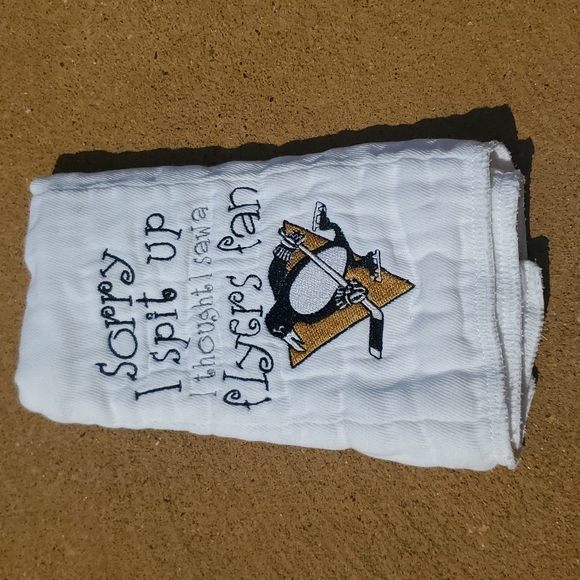 Sorry
I spit up
I thought I saw a
flyers fan